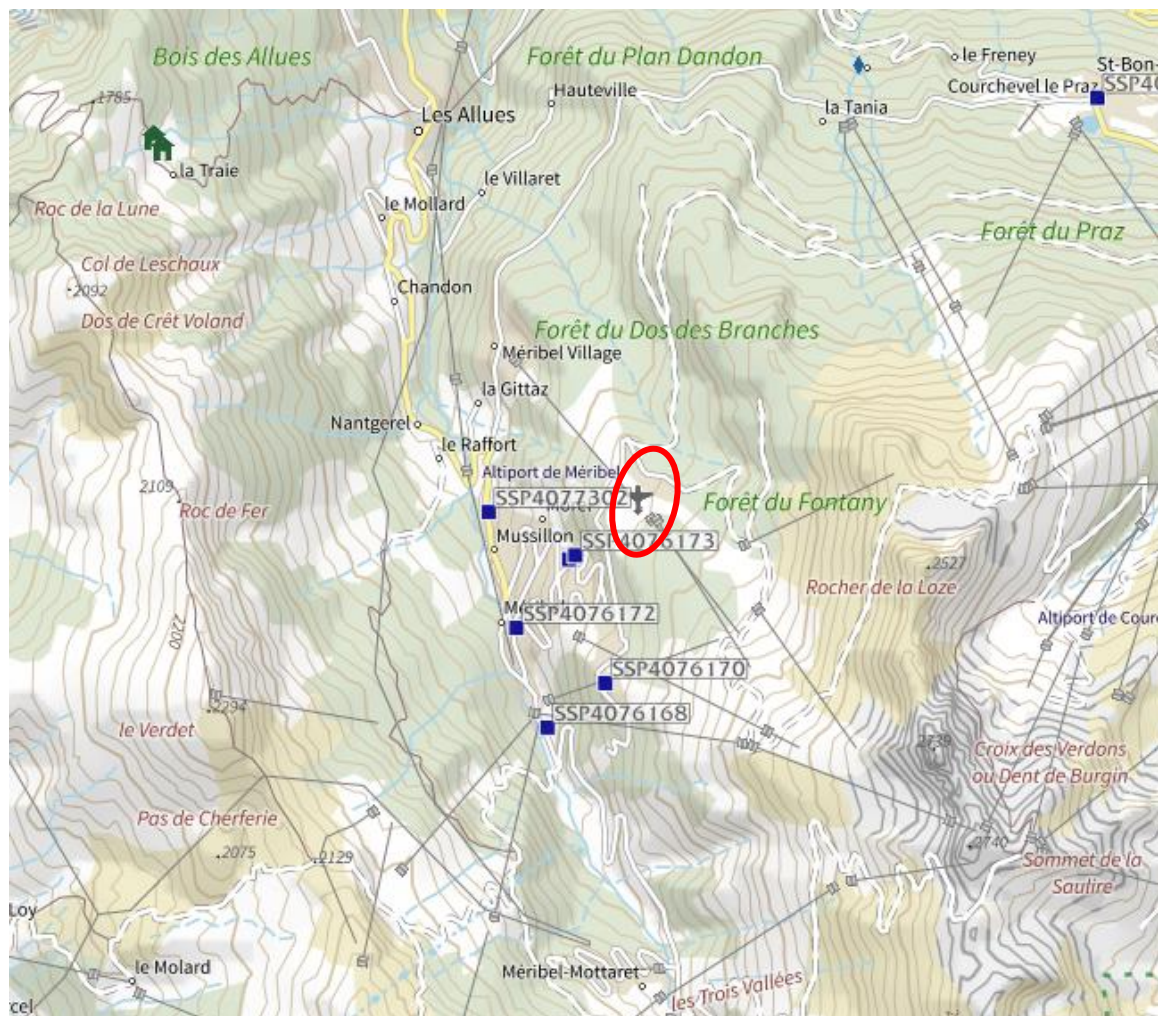 Bois des Allues
Forêt du Plan Dandon
le Freney
St-Bon-
Courchevel le Praz
SSP40
Hauteville
1785
Les Allues
la Tania
la Traie
le Villaret
Roc de la Lune
le Mollard
Forêt du Praz
Col de Leschaux
2092
Chandon
Dos de Crêt Voland
Forêt du Dos des Branches
Méribel Village
la Gittaz
Nantgerel
le Raffort
Altiport de Méribel
2109
SSP4077302
Forêt du Fontany
Roc de Fer
Mussillon
SSP4076173
2527
Rocher de la Loze
SSP4076172
Altiport de Cour
2200
SSP4076170
2294
SSP4076168
le Verdet
2739
Croix des Verdons
ou Dent de Burgin
Pas de Cherferie
2075
2129
2740
Sommet de la
Saulire
Loy
le Molard
Méribel-Mottaret
les Trois Vallées
cel